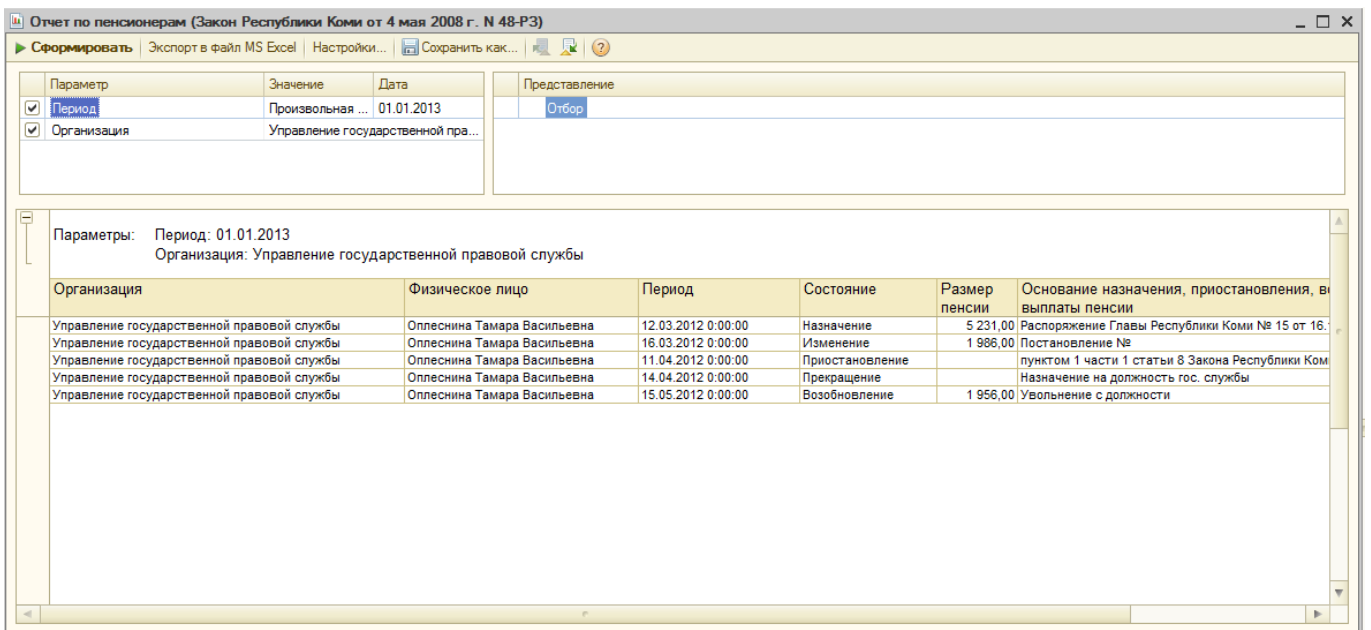 Отчет по пенсионерам (Закон Республики Коми от 4 мая 2008 г. N 48-РЗ)
Сформировать Экспорт в файл MS Excel Настройки... Сохранить как...
Параметр Значение Дата Представление
Период Произвольная ... 01.01.2013 Отбор
Организация Управление государственной пра...
Параметры: Период: 01.01.2013
Организация: Управление государственной правовой службы
Организация Физическое лицо Период Состояние Размер пенсии Основание назначения, приостановления, в
выплаты пенсии
Управление государственной правовой службы Оплеснина Тамара Васильевна 12.03.2012 0:00:00 Назначение 5 231,00 Распоряжение Главы Республики Коми № 15 от 16.
Управление государственной правовой службы Оплеснина Тамара Васильевна 16.03.2012 0:00:00 Изменение 1 986,00 Постановление №
Управление государственной правовой службы Оплеснина Тамара Васильевна 11.04.2012 0:00:00 Приостановление пунктом 1 части 1 статьи 8 Закона Республики Ком
Управление государственной правовой службы Оплеснина Тамара Васильевна 14.04.2012 0:00:00 Прекращение Назначение на должность гос. службы
Управление государственной правовой службы Оплеснина Тамара Васильевна 15.05.2012 0:00:00 Возобновление 1 956,00 Увольнение с должности